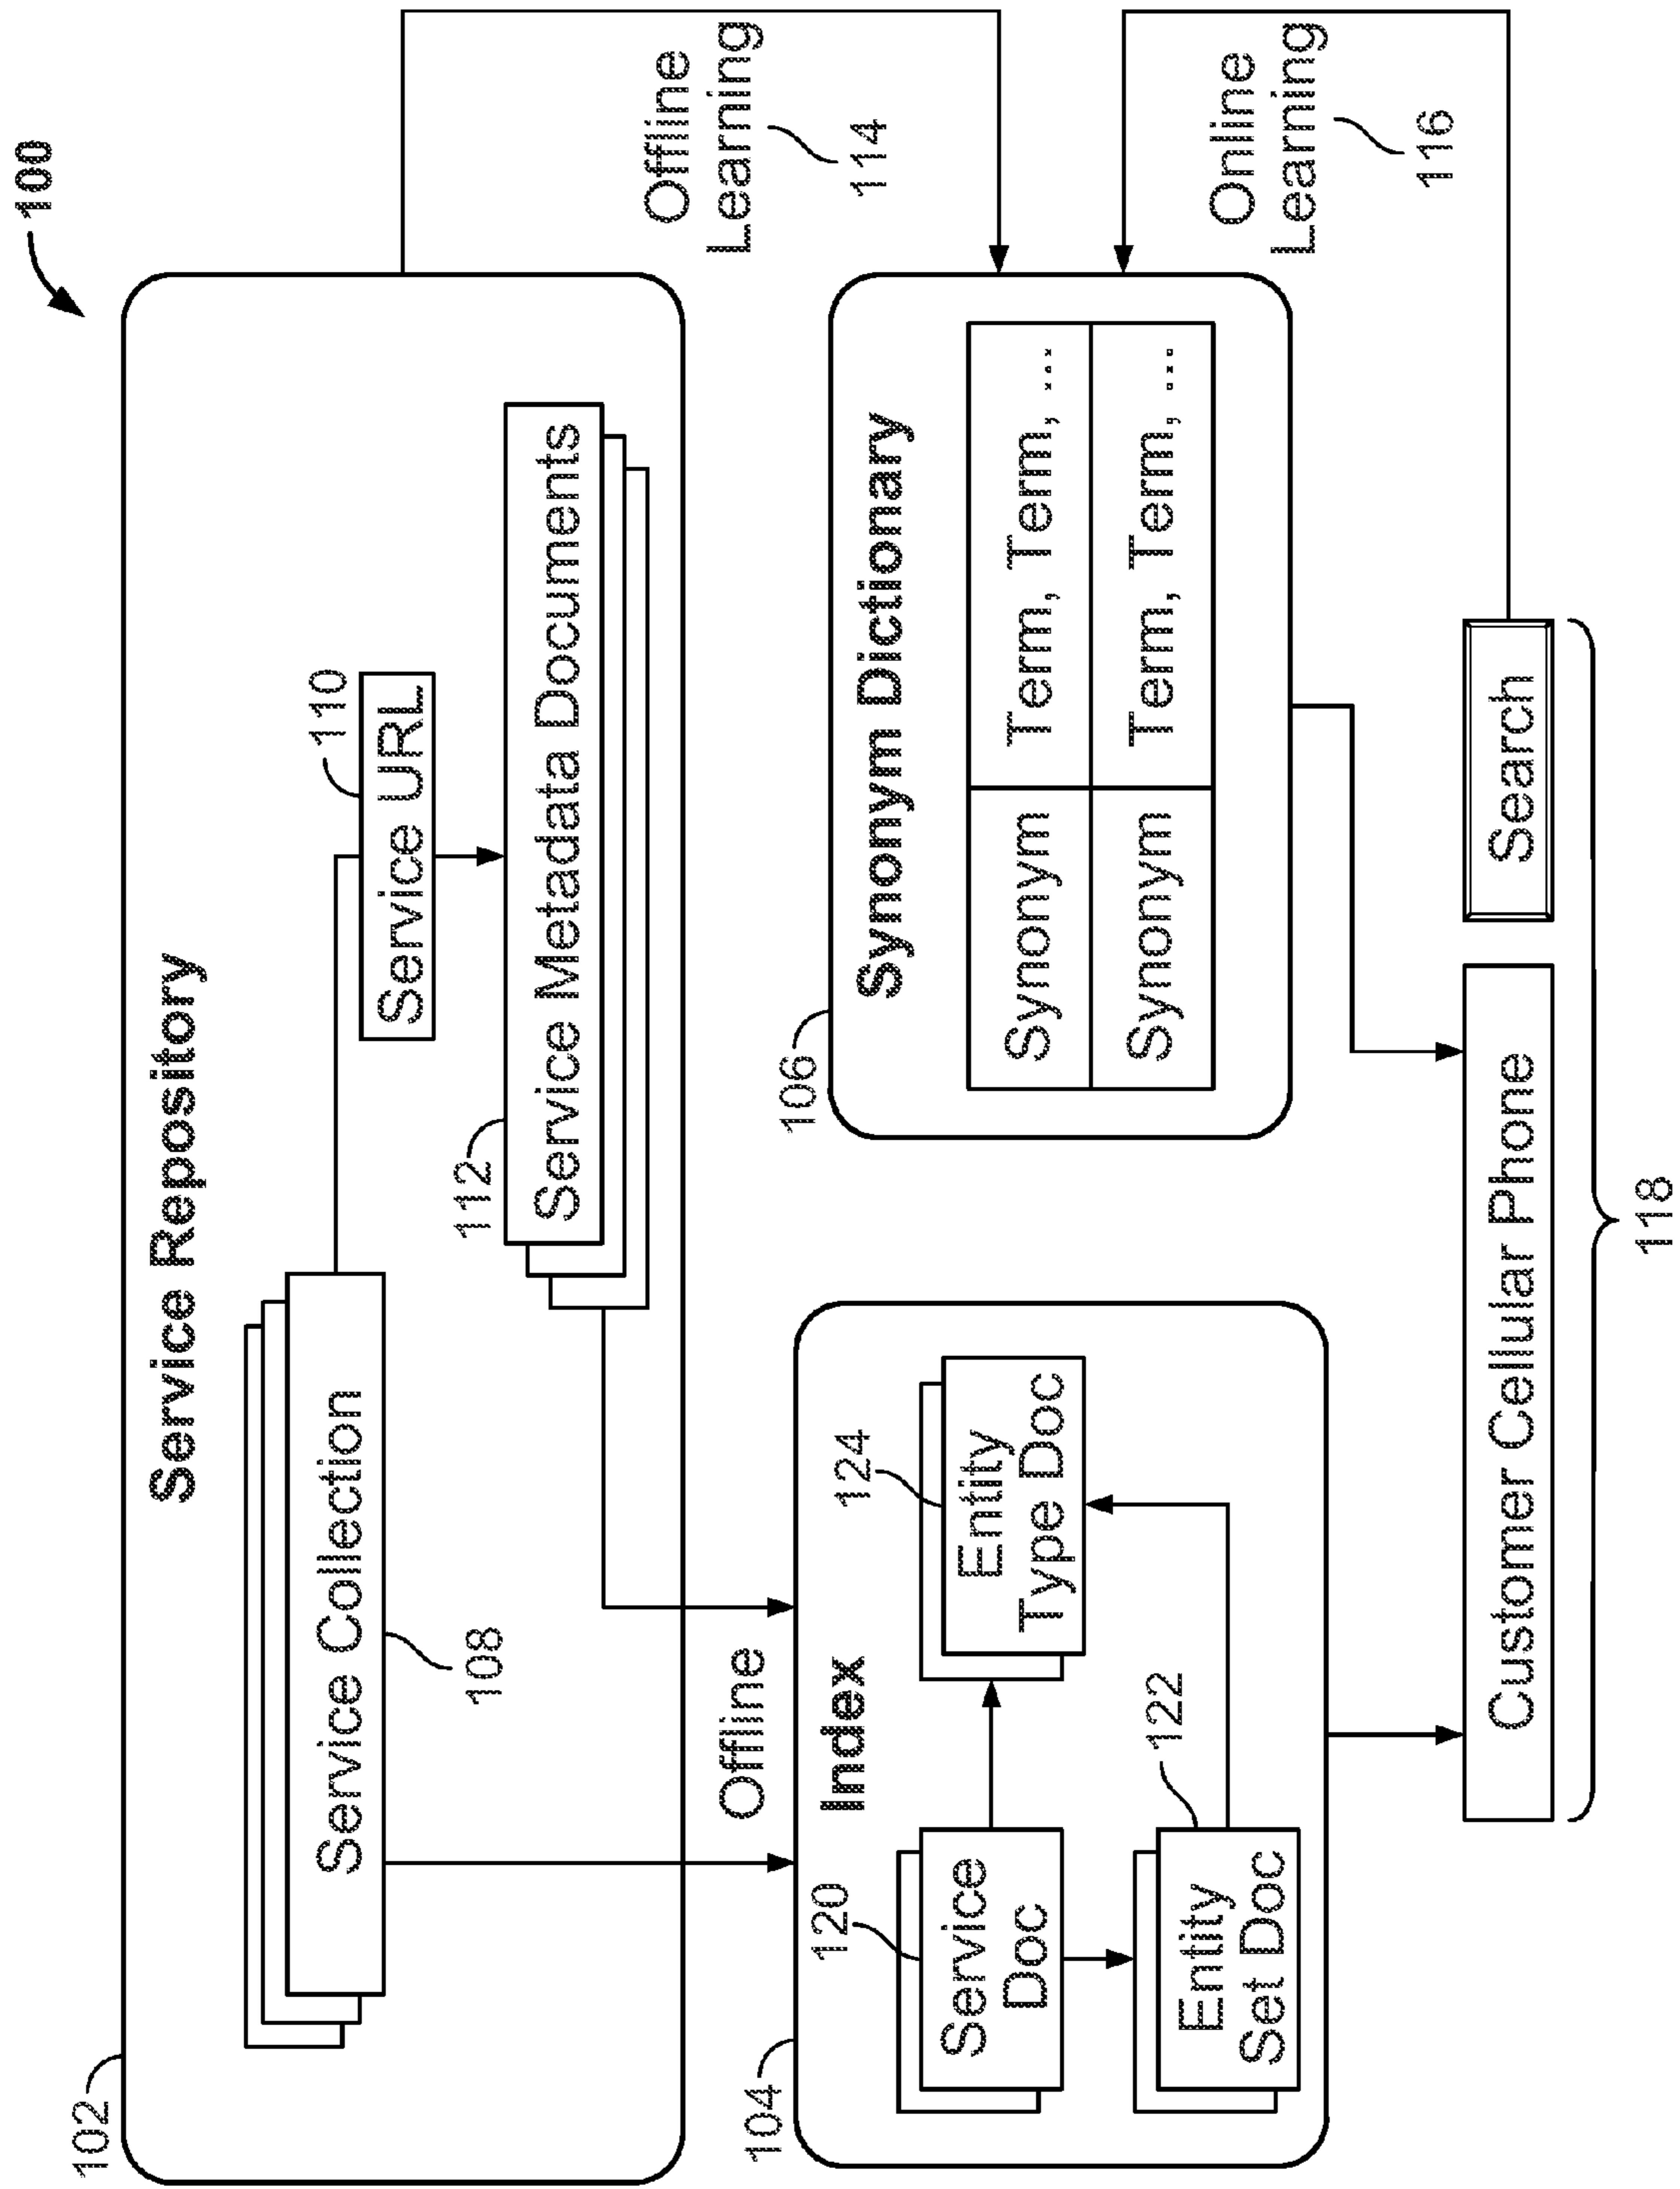 100
102
Service Repository
Service Collection
108
110
Service URL
112
Service Metadata Documents
Offline
Learning
114
Offline
104
Index
120
Service
Doc
124
Entity
Type Doc
122
Entity
Set Doc
106
Synonym Dictionary
Synonym
Term, Term, ...
Synonym
Term, Term, ...
Online
Learning
116
Customer Cellular Phone
Search
118